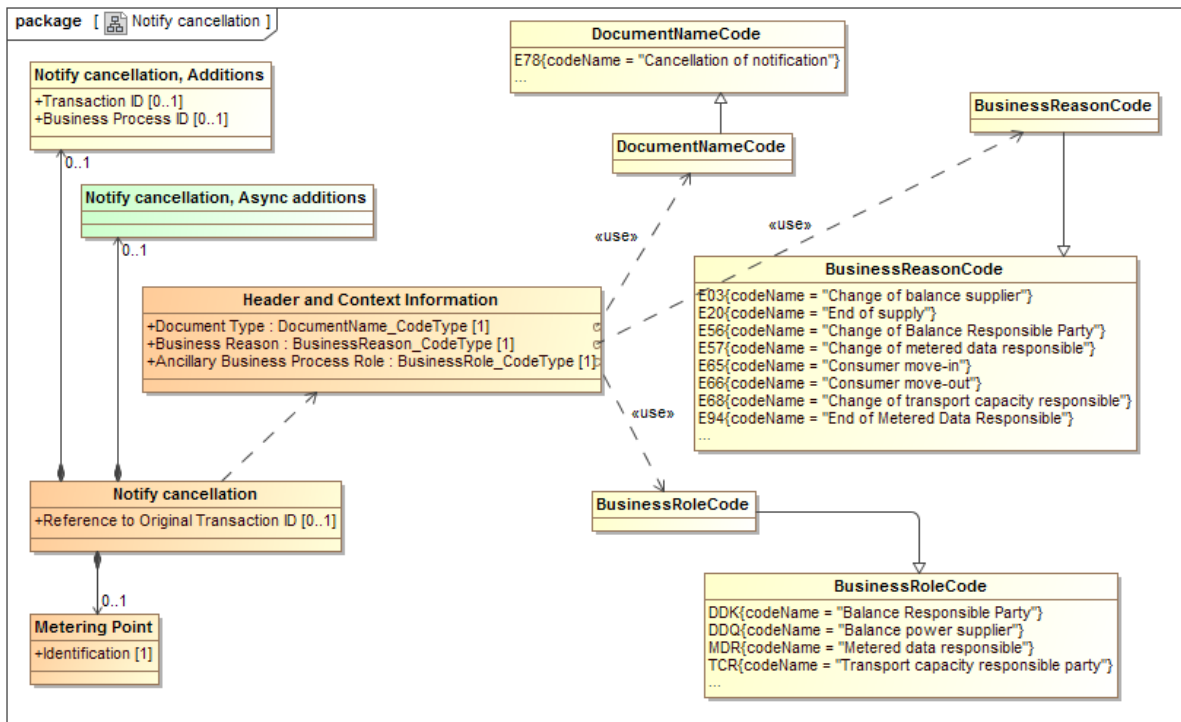 package [ Notify cancellation ]
Notify cancellation, Additions
+Transaction ID [0..1]
+Business Process ID [0..1]
0..1
Notify cancellation, Async additions
0..1
DocumentNameCode
E78{codeName = "Cancellation of notification"}
...
DocumentNameCode
BusinessReasonCode
«use»
«use»
BusinessReasonCode
E03{codeName = "Change of balance supplier"}
E20{codeName = "End of supply"}
E56{codeName = "Change of Balance Responsible Party"}
E57{codeName = "Change of metered data responsible"}
E65{codeName = "Consumer move-in"}
E66{codeName = "Consumer move-out"}
E68{codeName = "Change of transport capacity responsible"}
E94{codeName = "End of Metered Data Responsible"}
...
Header and Context Information
+Document Type : DocumentName_CodeType [1]
+Business Reason : BusinessReason_CodeType [1]
+Ancillary Business Process Role : BusinessRole_CodeType [1]
«use»
Notify cancellation
+Reference to Original Transaction ID [0..1]
0..1
Metering Point
+Identification [1]
BusinessRoleCode
BusinessRoleCode
DDK{codeName = "Balance Responsible Party"}
DDQ{codeName = "Balance power supplier"}
MDR{codeName = "Metered data responsible"}
TCR{codeName = "Transport capacity responsible party"}
...